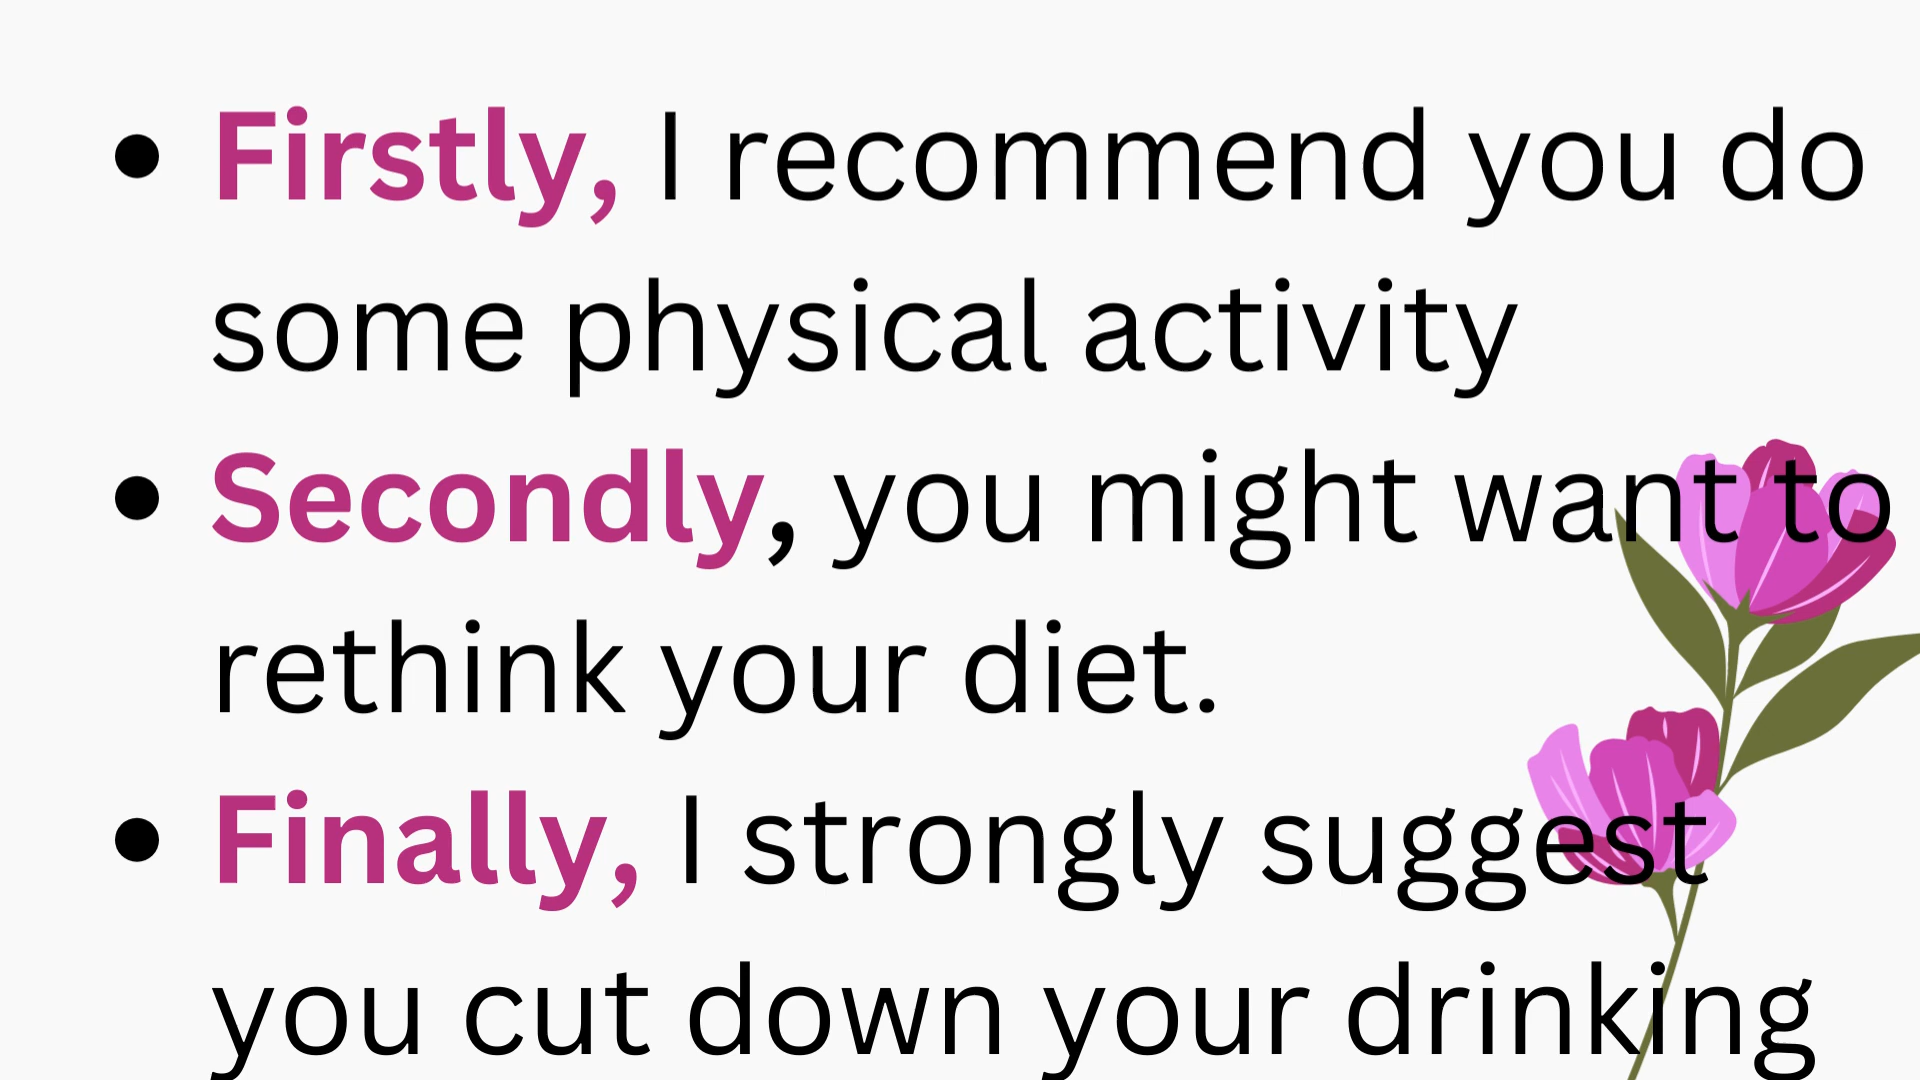 • Firstly, I recommend you do
some physical activity
• Secondly, you might want to
rethink your diet.
• Finally, I strongly suggest
you cut down your drinking